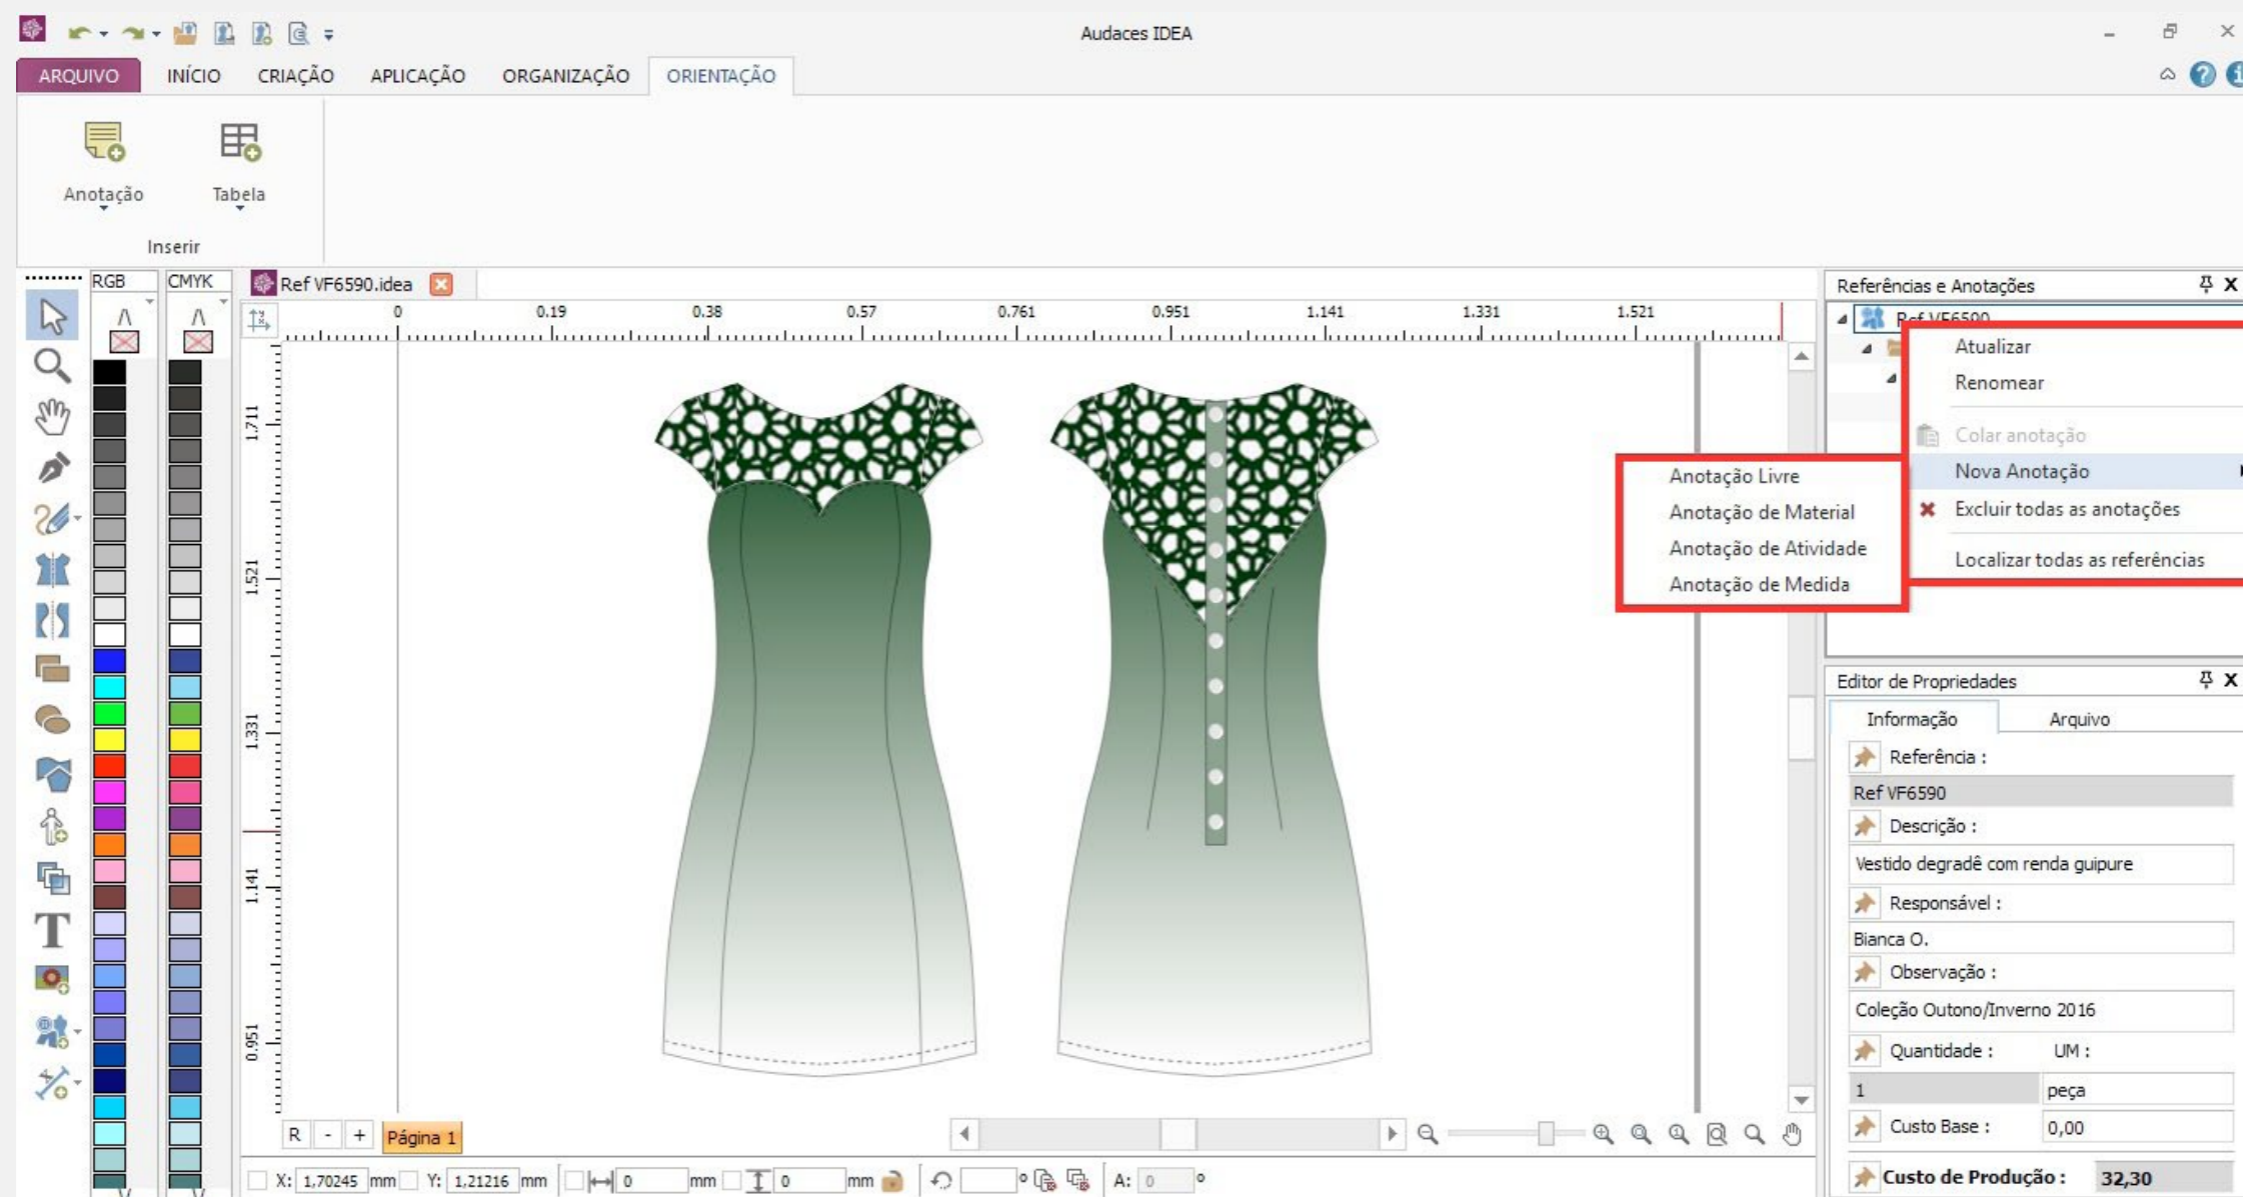 Audaces IDEA
ARQUIVO INÍCIO CRIAÇÃO APLICAÇÃO ORGANIZAÇÃO ORIENTAÇÃO
Anotação Tabela
Inserir
RGB CMYK
Ref VF6590.idea
0 0.19 0.38 0.57 0.761 0.951 1.141 1.331 1.521
1.711
1.521
1.331
1.141
0.951
Referências e Anotações
Ref VF6590
Atualizar
Renomear
Colar anotação
Nova Anotação
Excluir todas as anotações
Localizar todas as referências
Anotação Livre
Anotação de Material
Anotação de Atividade
Anotação de Medida
Editor de Propriedades
Informação Arquivo
Referência :
Ref VF6590
Descrição :
Vestido degradê com renda guipure
Responsável :
Bianca O.
Observação :
Coleção Outono/Inverno 2016
Quantidade : UM :
1 peça
Custo Base : 0,00
Custo de Produção : 32,30
R - + Página 1
X: 1,70245 mm Y: 1,21216 mm 0 mm 0 mm ° A: 0 °